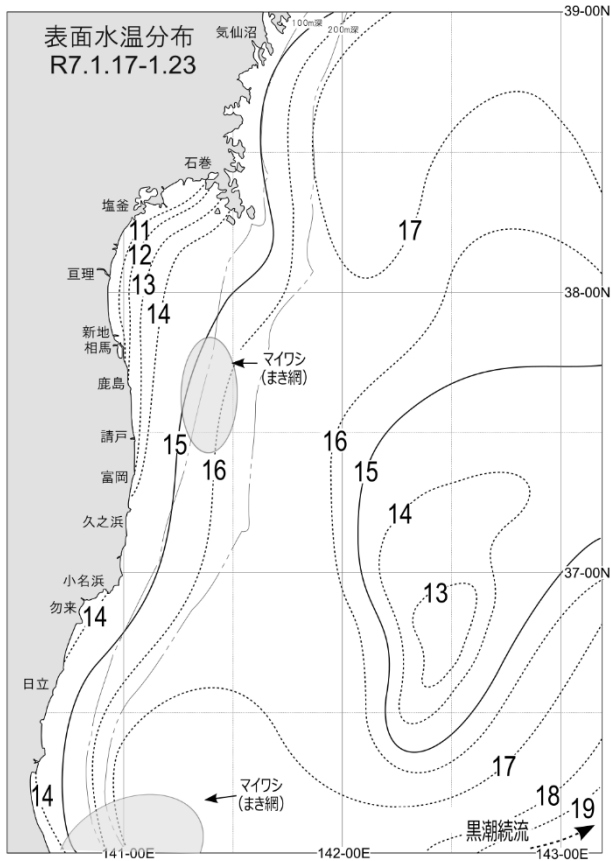 表面水温分布
R7.1.17-1.23
気仙沼
100m深
200m深
39-00N
石巻
塩釜
11
12
亘理
13
14
17
38-00N
新地
相馬
鹿島
マイワシ
(まき網)
請戸
15
16
富岡
16
15
14
久之浜
小名浜
37-00N
13
勿来
14
日立
17
マイワシ
(まき網)
14
18
19
黒潮続流
141-00E
142-00E
143-00E